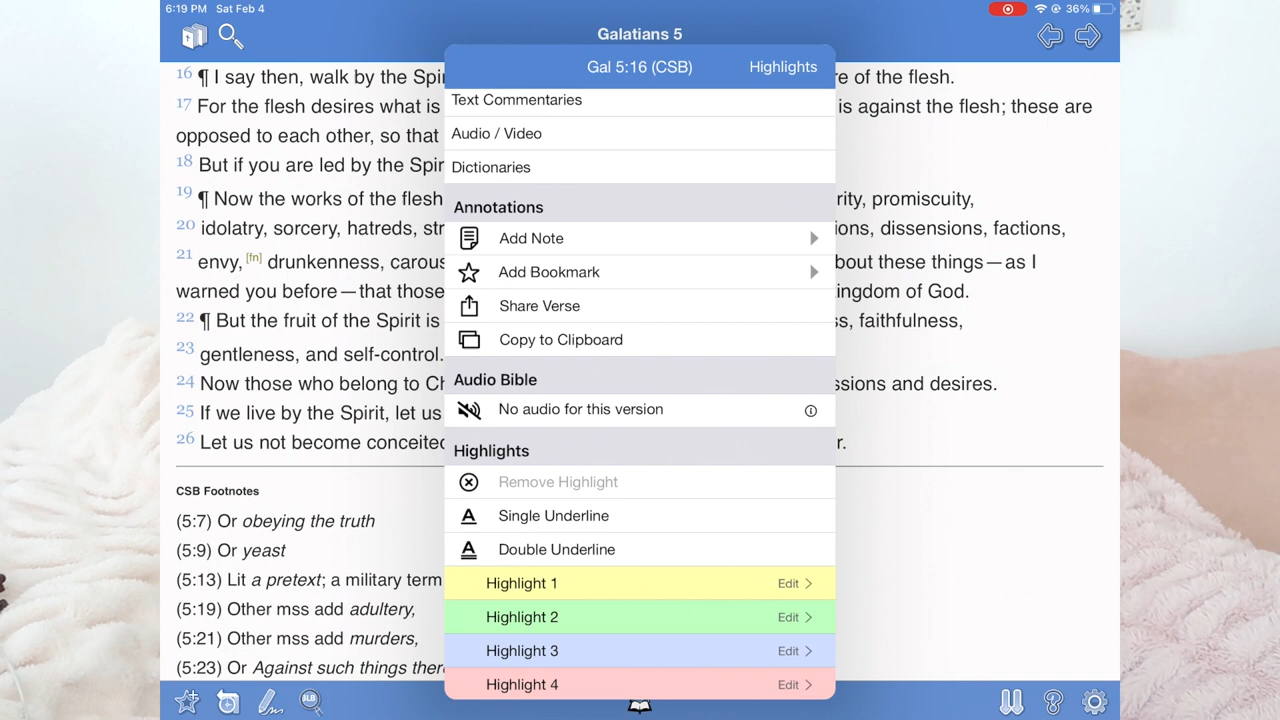 6:19 PM Sat Feb 4
36%
Galatians 5
Gal 5:16 (CSB)
Highlights
16 ¶ I say then, walk by the Spi re of the flesh.
17 For the flesh desires what is is against the flesh; these are
opposed to each other, so that
18 But if you are led by the Spir
19 ¶ Now the works of the flesh rity, promiscuity,
20 idolatry, sorcery, hatreds, str ions, dissensions, factions,
21 envy, [fn] drunkenness, carous bout these things—as I
warned you before—that those ingdom of God.
22 ¶ But the fruit of the Spirit is s, faithfulness,
23 gentleness, and self-control.
24 Now those who belong to Ch ssions and desires.
25 If we live by the Spirit, let us
26 Let us not become conceited r.
CSB Footnotes
(5:7) Or obeying the truth
(5:9) Or yeast
(5:13) Lit a pretext; a military term
(5:19) Other mss add adultery,
(5:21) Other mss add murders,
(5:23) Or Against such things ther
Text Commentaries
Audio / Video
Dictionaries
Annotations
Add Note
Add Bookmark
Share Verse
Copy to Clipboard
Audio Bible
No audio for this version
Highlights
Remove Highlight
A Single Underline
A Double Underline
Highlight 1 Edit
Highlight 2 Edit
Highlight 3 Edit
Highlight 4 Edit
BLB